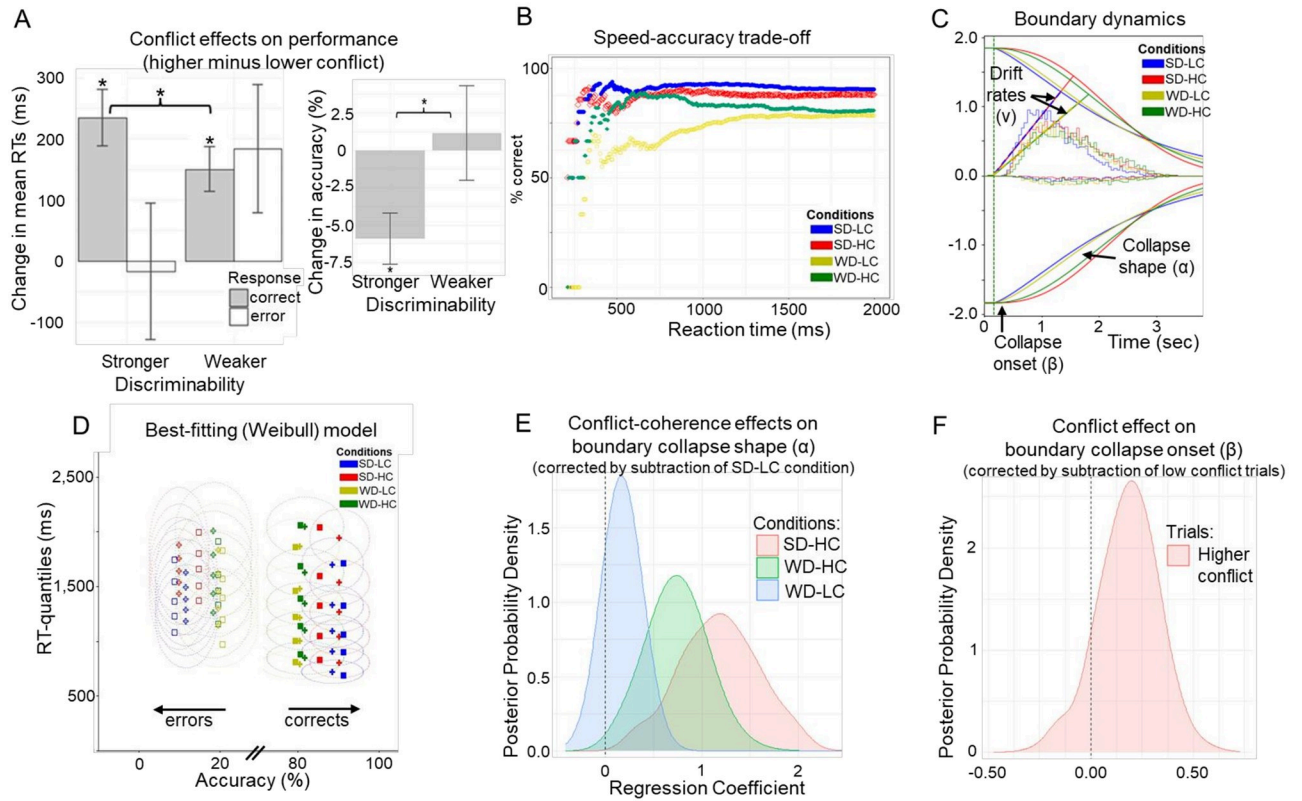 A
Conflict effects on performance
(higher minus lower conflict)
Change in mean RTs (ms)
300
200
100
0
-100
*
*
*
Response
correct
error
Stronger
Weaker
Discriminability
Change in accuracy (%)
2.5
0
-2.5
-5.0
-7.5
*
*
Stronger
Weaker
Discriminability
B
Speed-accuracy trade-off
% correct
100
50
0
Conditions
SD-LC
SD-HC
WD-LC
WD-HC
500
1000
1500
2000
Reaction time (ms)
C
Boundary dynamics
2.0
1.0
0.0
-1.0
-2.0
Conditions
SD-LC
SD-HC
WD-LC
WD-HC
Drift
rates
(v)
Collapse
shape (α)
0
1
2
3
Collapse
onset (β)
Time (sec)
D
Best-fitting (Weibull) model
Conditions
SD-LC
SD-HC
WD-LC
WD-HC
RT-quantiles (ms)
2,500
1,500
500
errors
corrects
0
20
80
100
Accuracy (%)
E
Conflict-coherence effects on
boundary collapse shape (α)
(corrected by subtraction of SD-LC condition)
Posterior Probability Density
1.5
1.0
0.5
0.0
Conditions:
SD-HC
WD-HC
WD-LC
0
1
2
Regression Coefficient
F
Conflict effect on
boundary collapse onset (β)
(corrected by subtraction of low conflict trials)
Posterior Probability Density
2
1
0
Trials:
Higher
conflict
-0.50
0.00
0.50